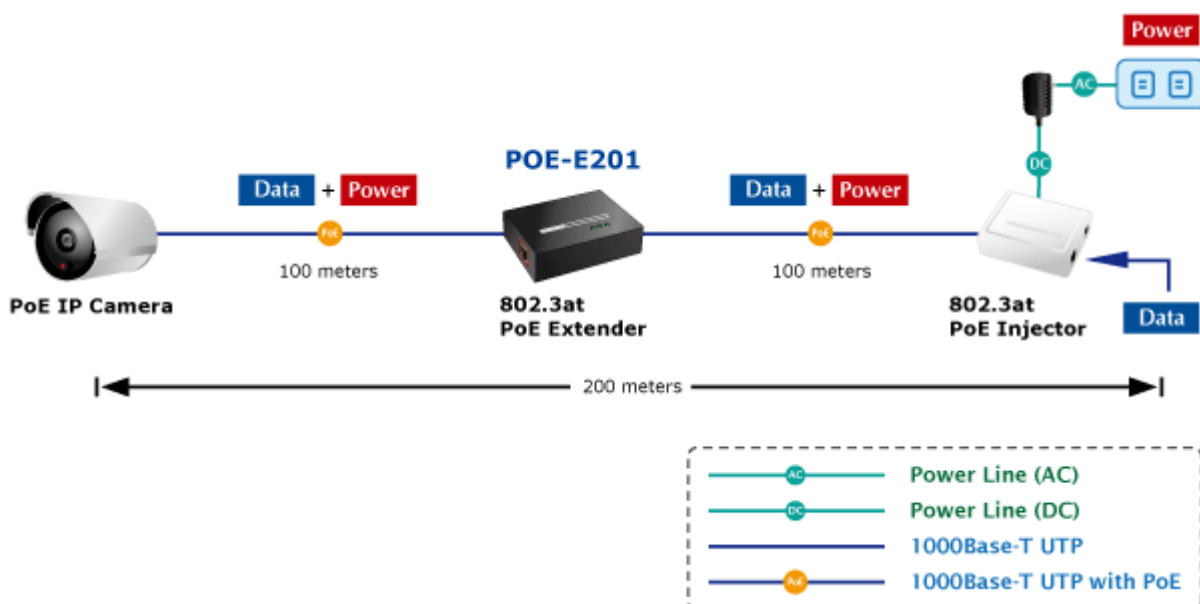 Power
AC
POE-E201
DC
Data + Power
Data + Power
PoE
PoE
100 meters
100 meters
PoE IP Camera
802.3at
PoE Extender
802.3at
PoE Injector
Data
200 meters
AC Power Line (AC)
DC Power Line (DC)
1000Base-T UTP
PoE 1000Base-T UTP with PoE